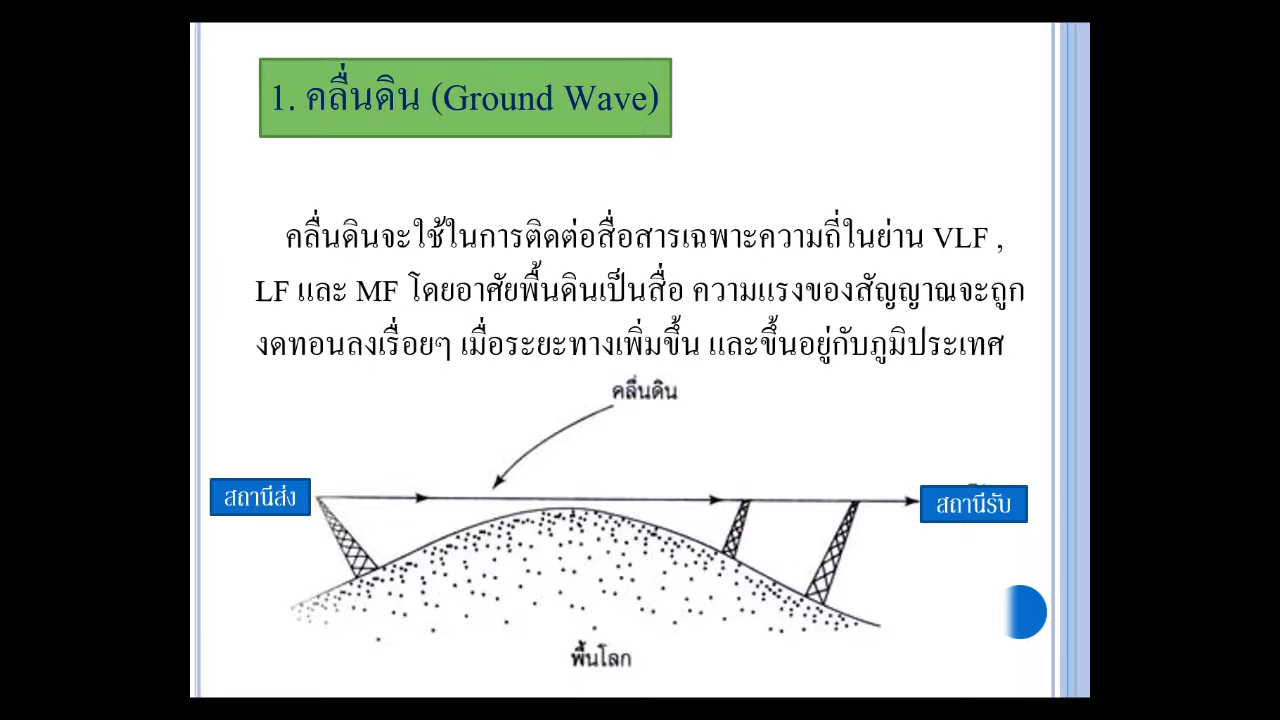 1. คลื่นดิน (Ground Wave)
คลื่นดินจะใช้ในการติดต่อสื่อสารเฉพาะความถี่ในย่าน VLF ,
LF และ MF โดยอาศัยพื้นดินเป็นสื่อ ความแรงของสัญญาณจะถูก
งดทอนลงเรื่อยๆ เมื่อระยะทางเพิ่มขึ้น และขึ้นอยู่กับภูมิประเทศ
คลื่นดิน
สถานีส่ง
สถานีรับ
พื้นโลก